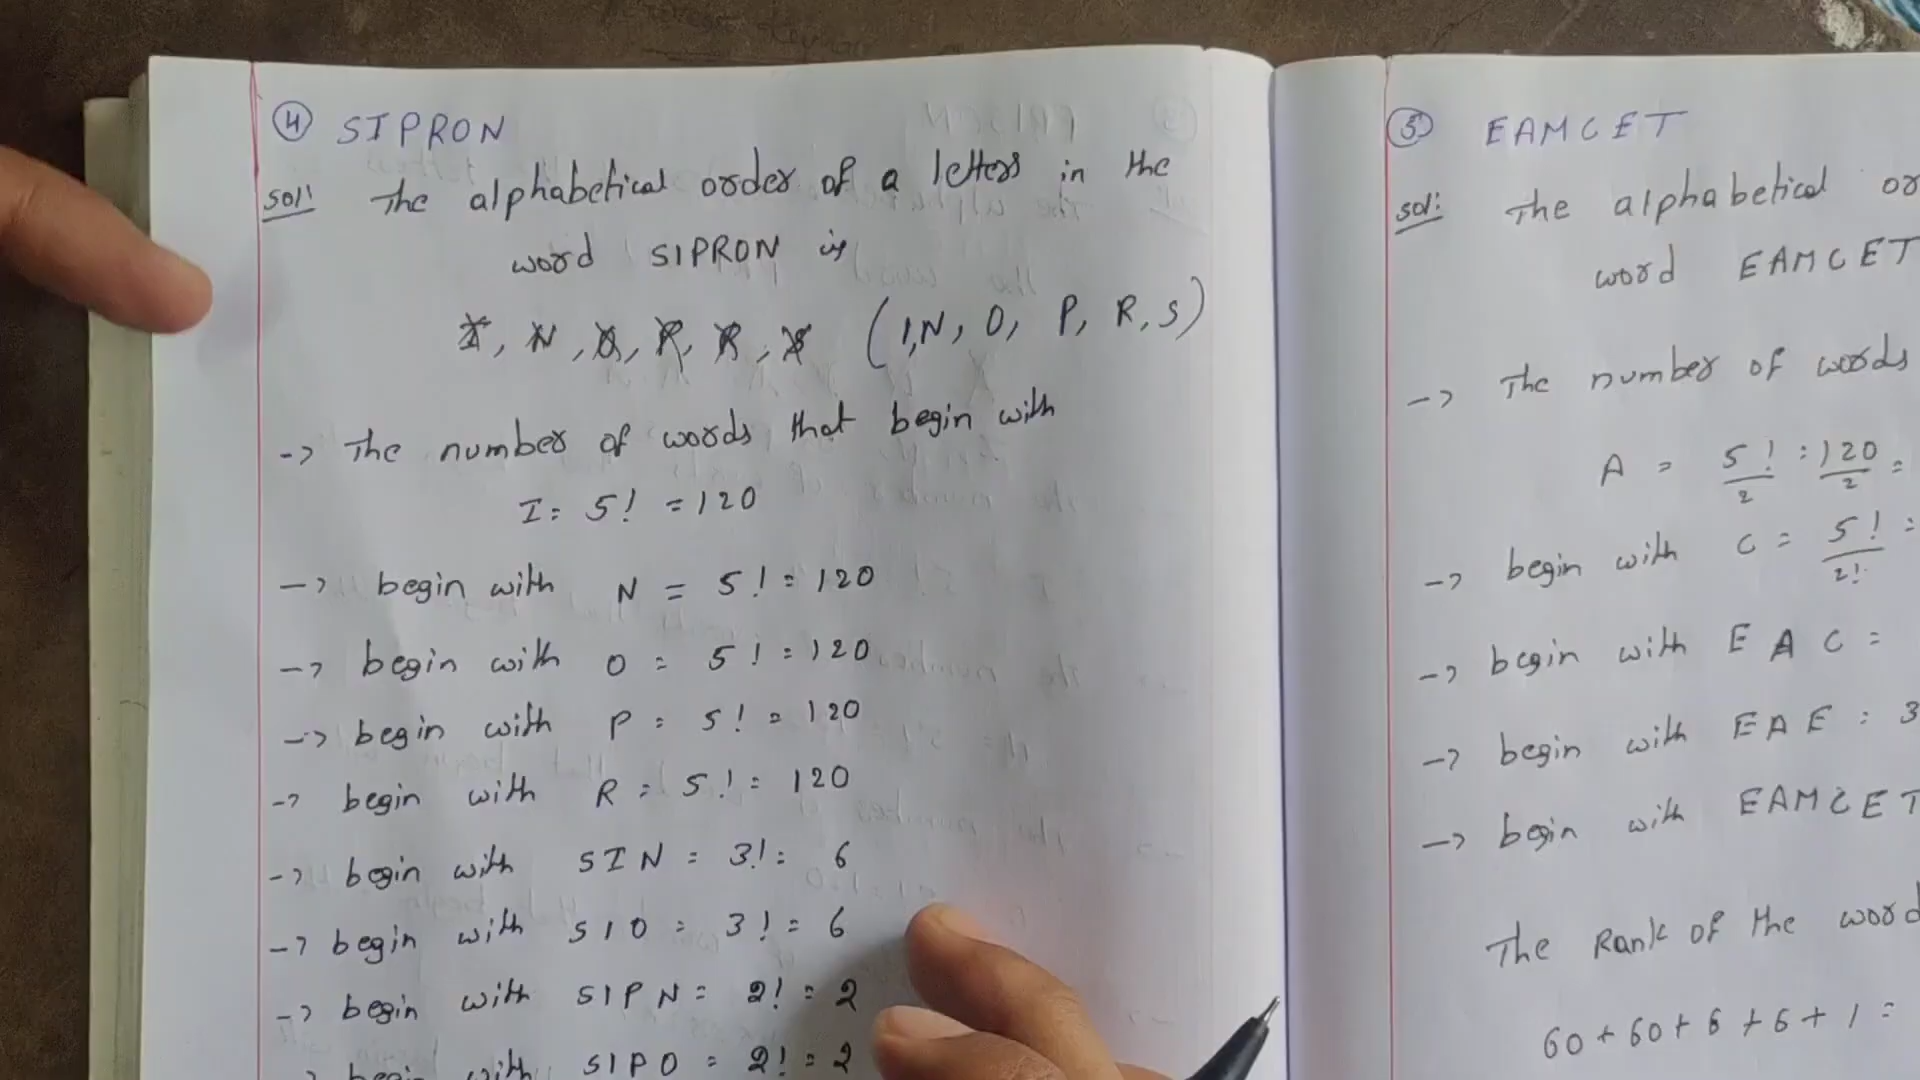 4 SIPRON
sol: The alphabetical order of a letters in the
word SIPRON is
I, N, O, P, R, S (I, N, O, P, R, S)
-> The number of words that begin with
I = 5! = 120
-> begin with N = 5! = 120
-> begin with O = 5! = 120
-> begin with P = 5! = 120
-> begin with R = 5! = 120
-> begin with SIN = 3! = 6
-> begin with SIO = 3! = 6
-> begin with SIPN = 2! = 2
-> begin with SIPO = 2! = 2
5 EAMCET
sol: The alphabetical or
word EAMCET
-> The number of words
A = 5!/2 = 120/2 =
-> begin with C = 5!/2! =
-> begin with EAC =
-> begin with EAE = 3
-> begin with EAMCET
The Rank of the word
60 + 60 + 6 + 6 + 1 =